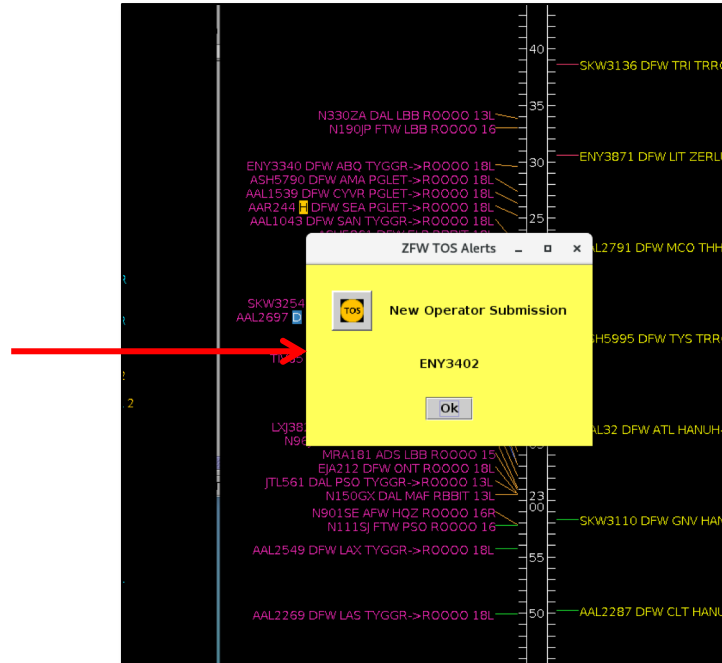 40
SKW3136 DFW TRI TRR
35
N330ZA DAL LBB ROOOO 13L
N190JP FTW LBB ROOOO 16
30
ENY3871 DFW LIT ZERL
ENY3340 DFW ABQ TYGGR->ROOOO 18L
ASH5790 DFW AMA PGLET->ROOOO 18L
AAL1539 DFW CYVR PGLET->ROOOO 18L
AAR244 H DFW SEA PGLET->ROOOO 18L
25
AAL1043 DFW SAN TYGGR->ROOOO 18L
ZFW TOS Alerts
AL2791 DFW MCO THH
TOS
New Operator Submission
SKW3254
AAL2697 D
H5995 DFW TYS TRR
ENY3402
2
2
Ok
LXJ38
AL32 DFW ATL HANUH
N96
MRA181 ADS LBB ROOOO 15
EJA212 DFW ONT ROOOO 18L
JTL561 DAL PSO TYGGR->ROOOO 13L
N150GX DAL MAF RBBIT 13L
23
00
N901SE AFW HQZ ROOOO 16R
N111SJ FTW PSO ROOOO 16
SKW3110 DFW GNV HAN
AAL2549 DFW LAX TYGGR->ROOOO 18L
55
AAL2269 DFW LAS TYGGR->ROOOO 18L
50
AAL2287 DFW CLT HANU